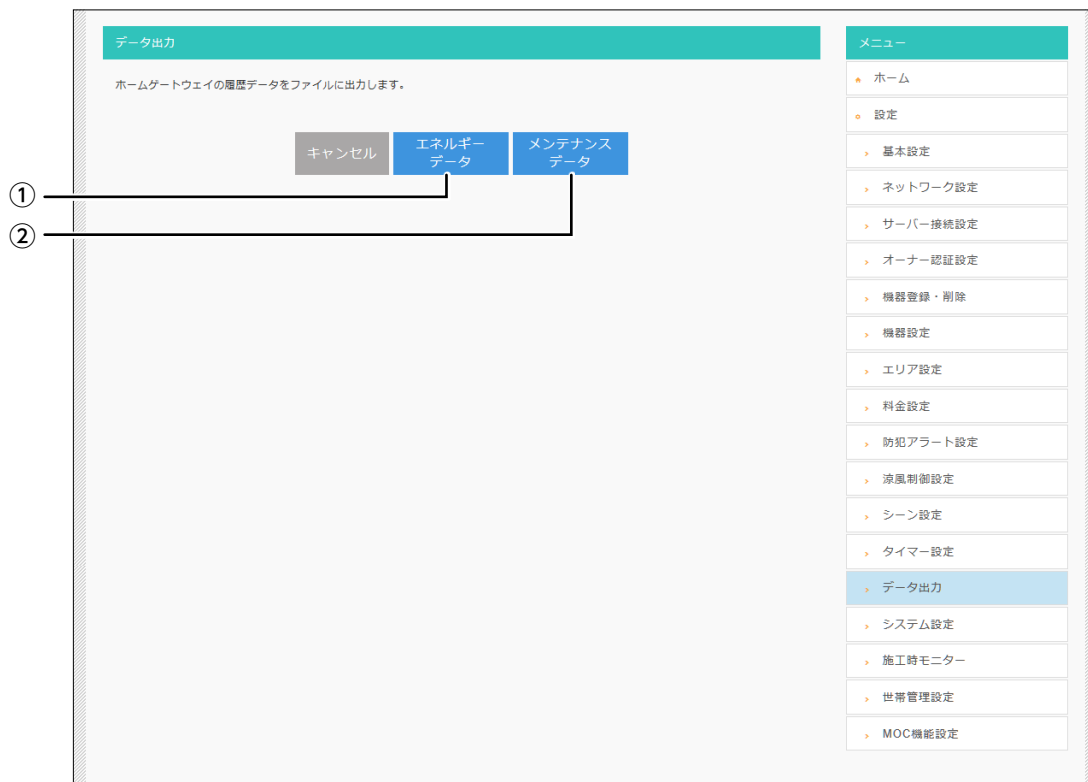 データ出力
ホームゲートウェイの履歴データをファイルに出力します。
キャンセル
エネルギー
データ
メンテナンス
データ
①
②
メニュー
ホーム
設定
基本設定
ネットワーク設定
サーバー接続設定
オーナー認証設定
機器登録・削除
機器設定
エリア設定
料金設定
防犯アラート設定
涼風制御設定
シーン設定
タイマー設定
データ出力
システム設定
施工時モニター
世帯管理設定
MOC機能設定